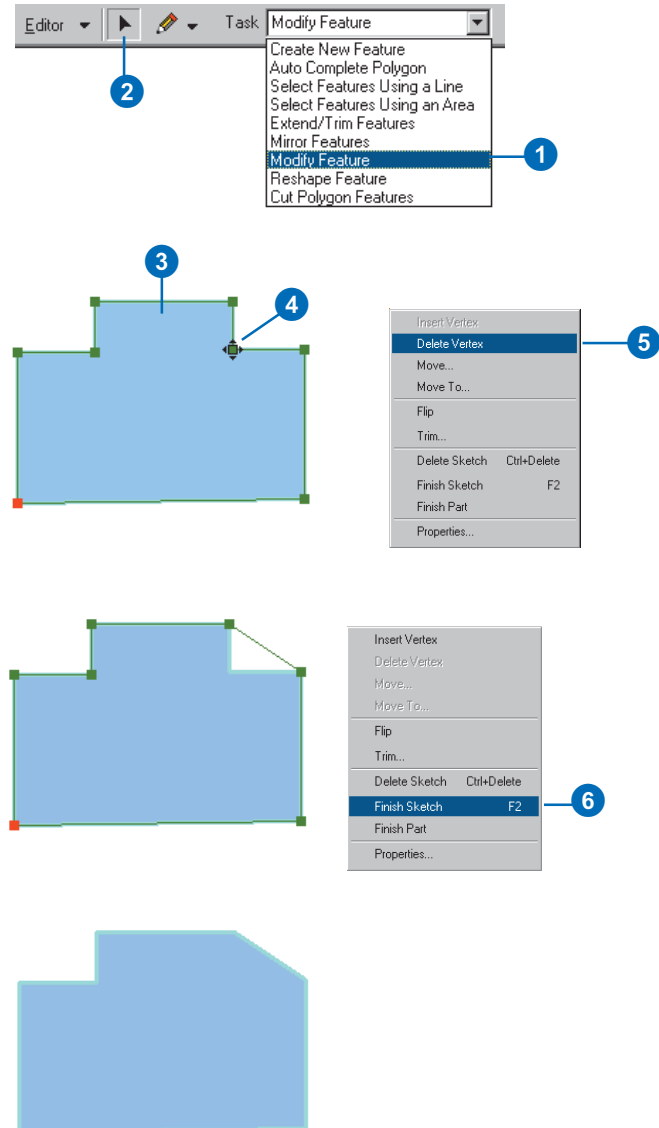 Editor Task Modify Feature
2
Create New Feature
Auto Complete Polygon
Select Features Using a Line
Select Features Using an Area
Extend/Trim Features
Mirror Features
Modify Feature
1
Reshape Feature
Cut Polygon Features
3
4
Insert Vertex
Delete Vertex
5
Move...
Move To...
Flip
Trim...
Delete Sketch Ctrl+Delete
Finish Sketch F2
Finish Part
Properties...
Insert Vertex
Delete Vertex
Move...
Move To...
Flip
Trim...
Delete Sketch Ctrl+Delete
Finish Sketch F2
6
Finish Part
Properties...